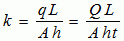 k = qL / Ah = QL / Aht